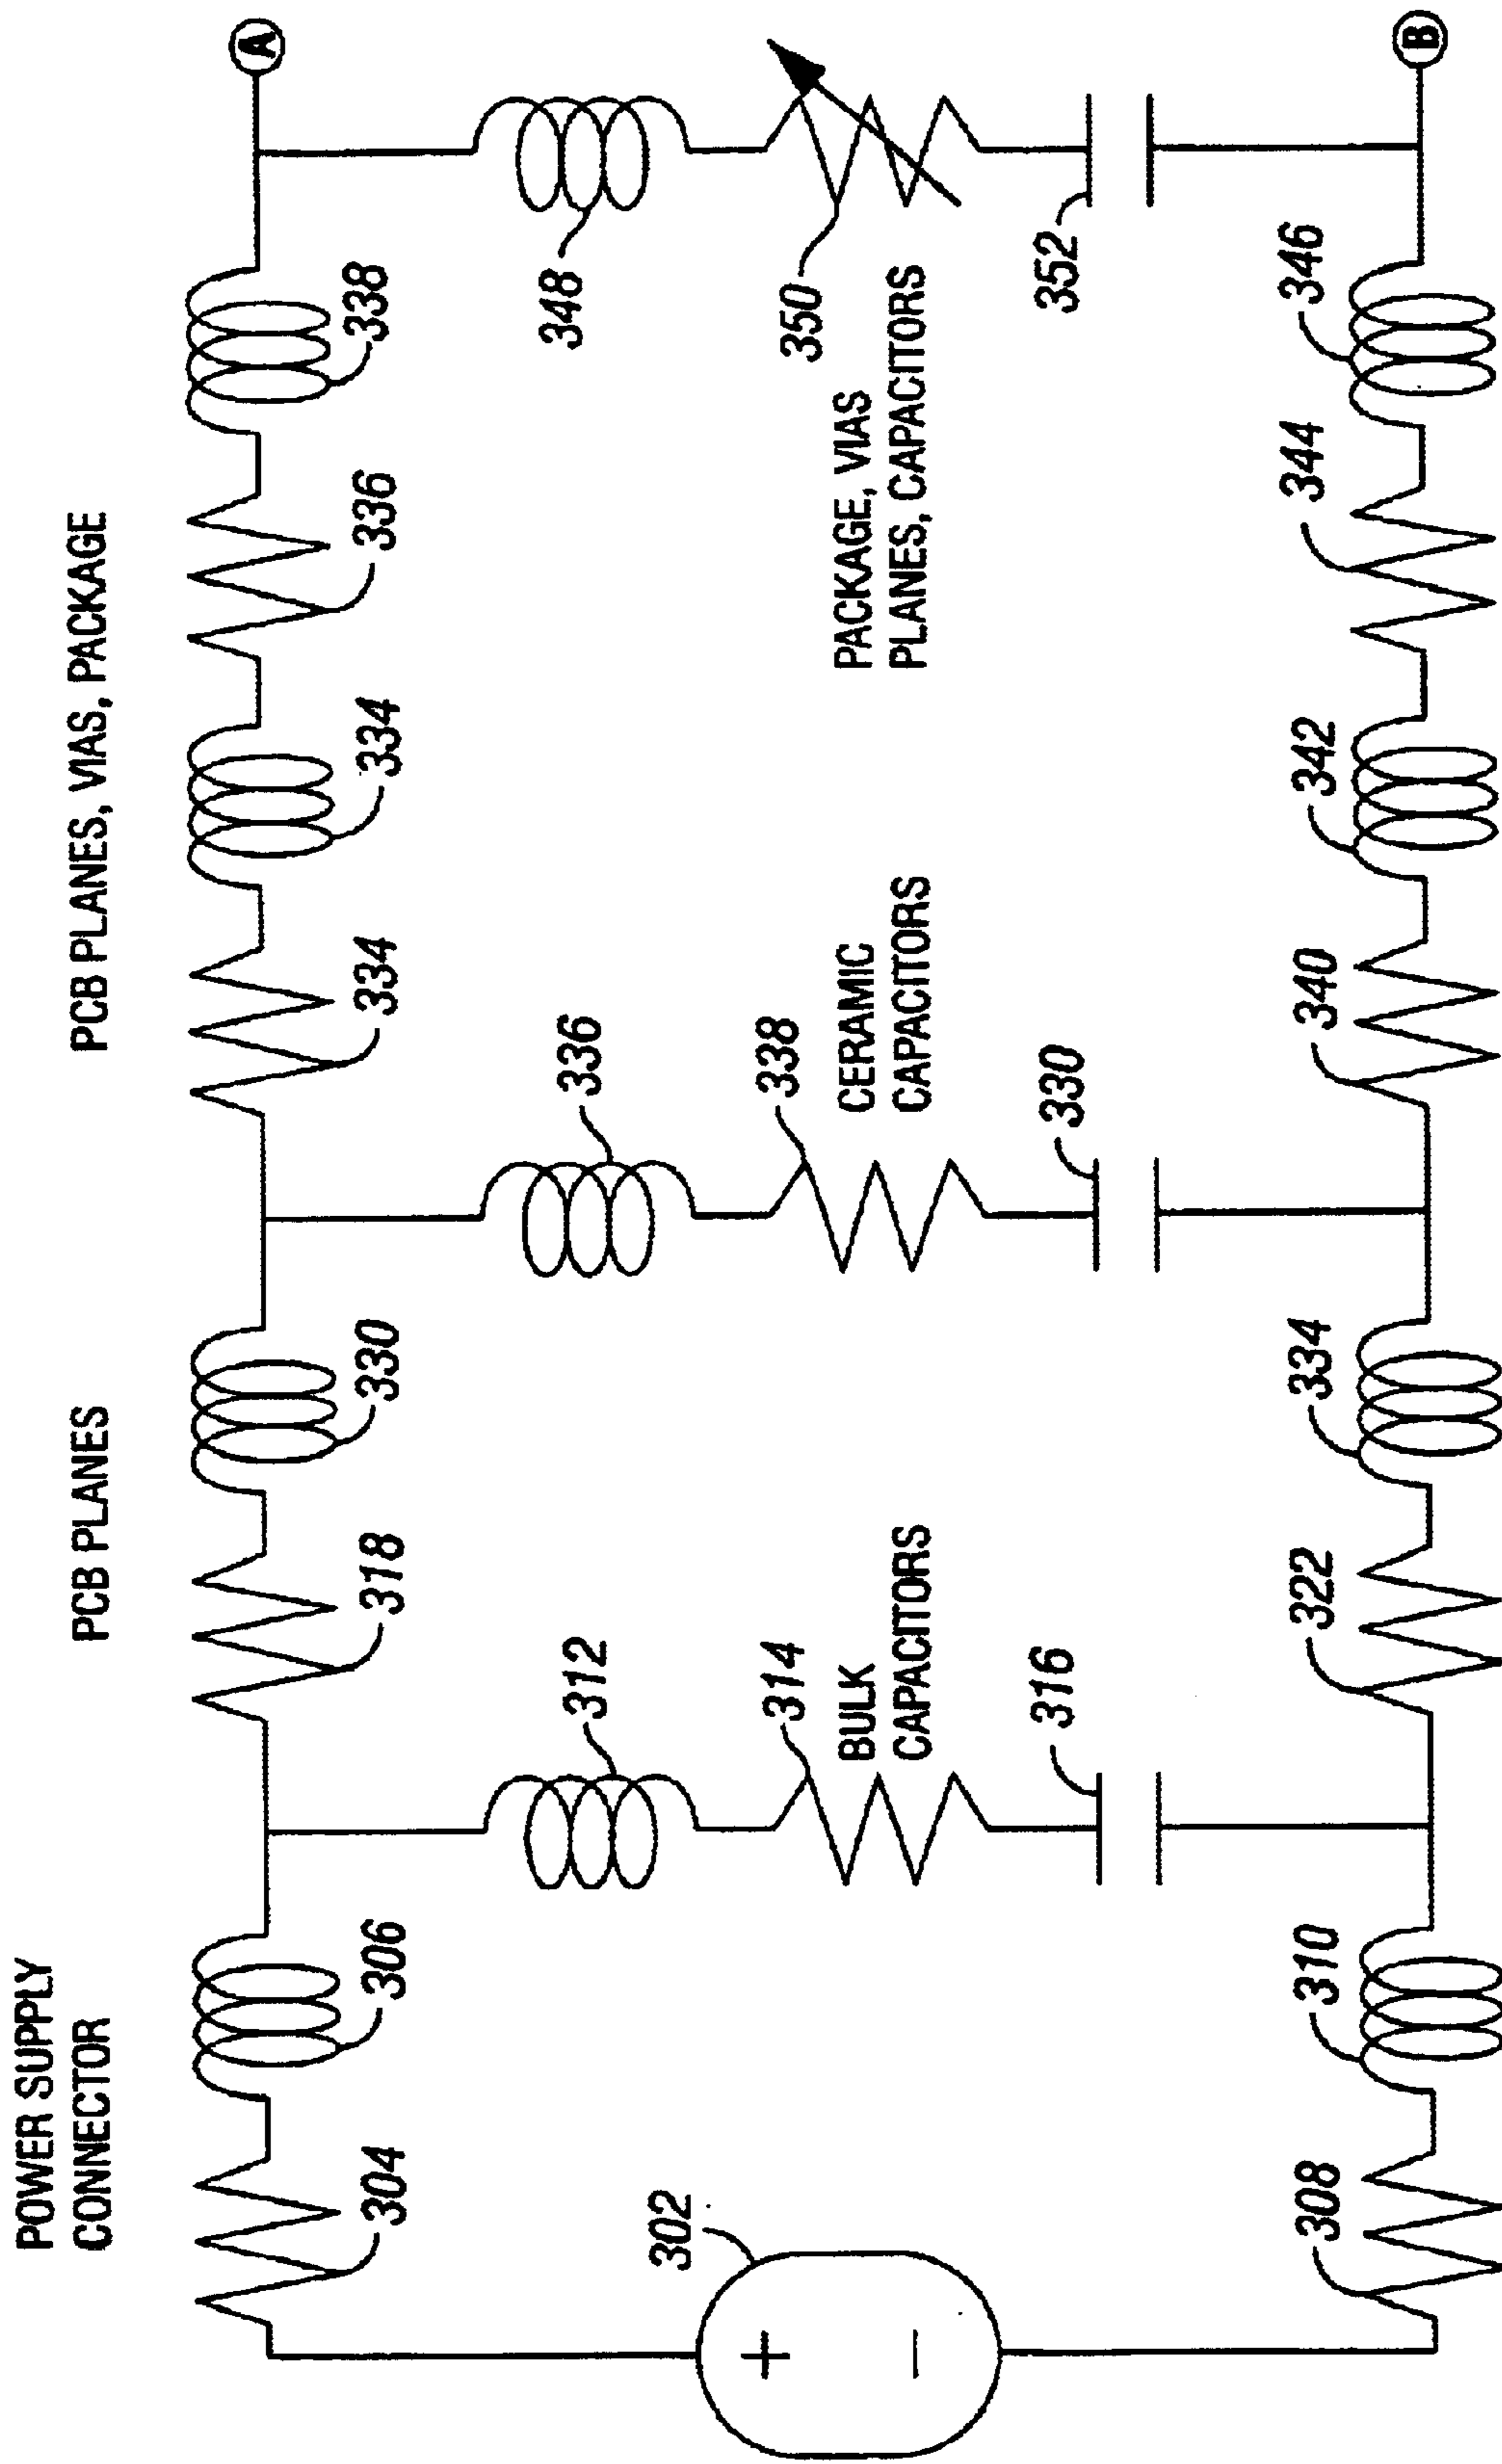 POWER SUPPLY
CONNECTOR
PCB PLANES
PCB PLANES, VIAS, PACKAGE
A
304
306
318
330
334
334
336
338
312
336
348
302
+
−
314
338
350
BULK
CAPACITORS
CERAMIC
CAPACITORS
PACKAGE, VIAS
PLANES, CAPACITORS
316
330
352
308
310
322
334
340
342
344
346
B